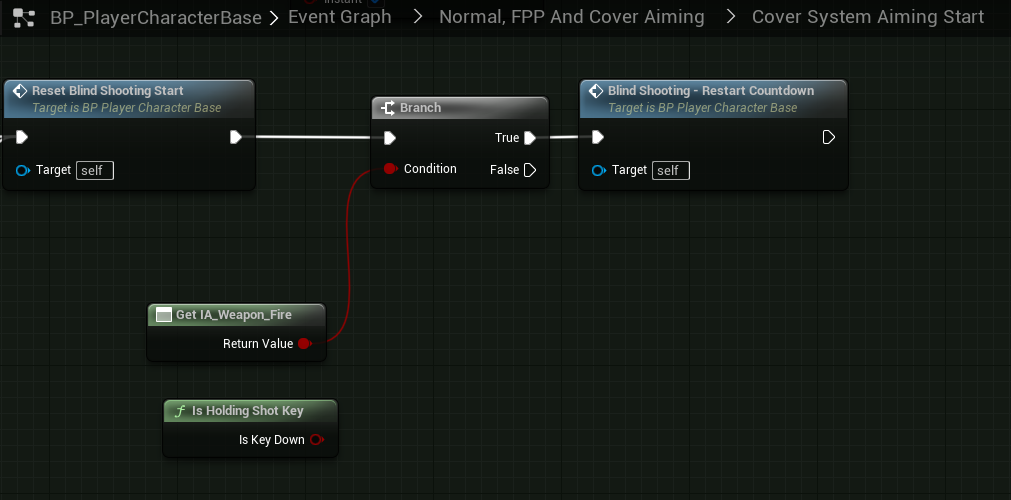 Instant
BP_PlayerCharacterBase > Event Graph > Normal, FPP And Cover Aiming > Cover System Aiming Start
Reset Blind Shooting Start
Target is BP Player Character Base
Target self
Branch
True
Condition False
Blind Shooting - Restart Countdown
Target is BP Player Character Base
Target self
Get IA_Weapon_Fire
Return Value
f Is Holding Shot Key
Is Key Down